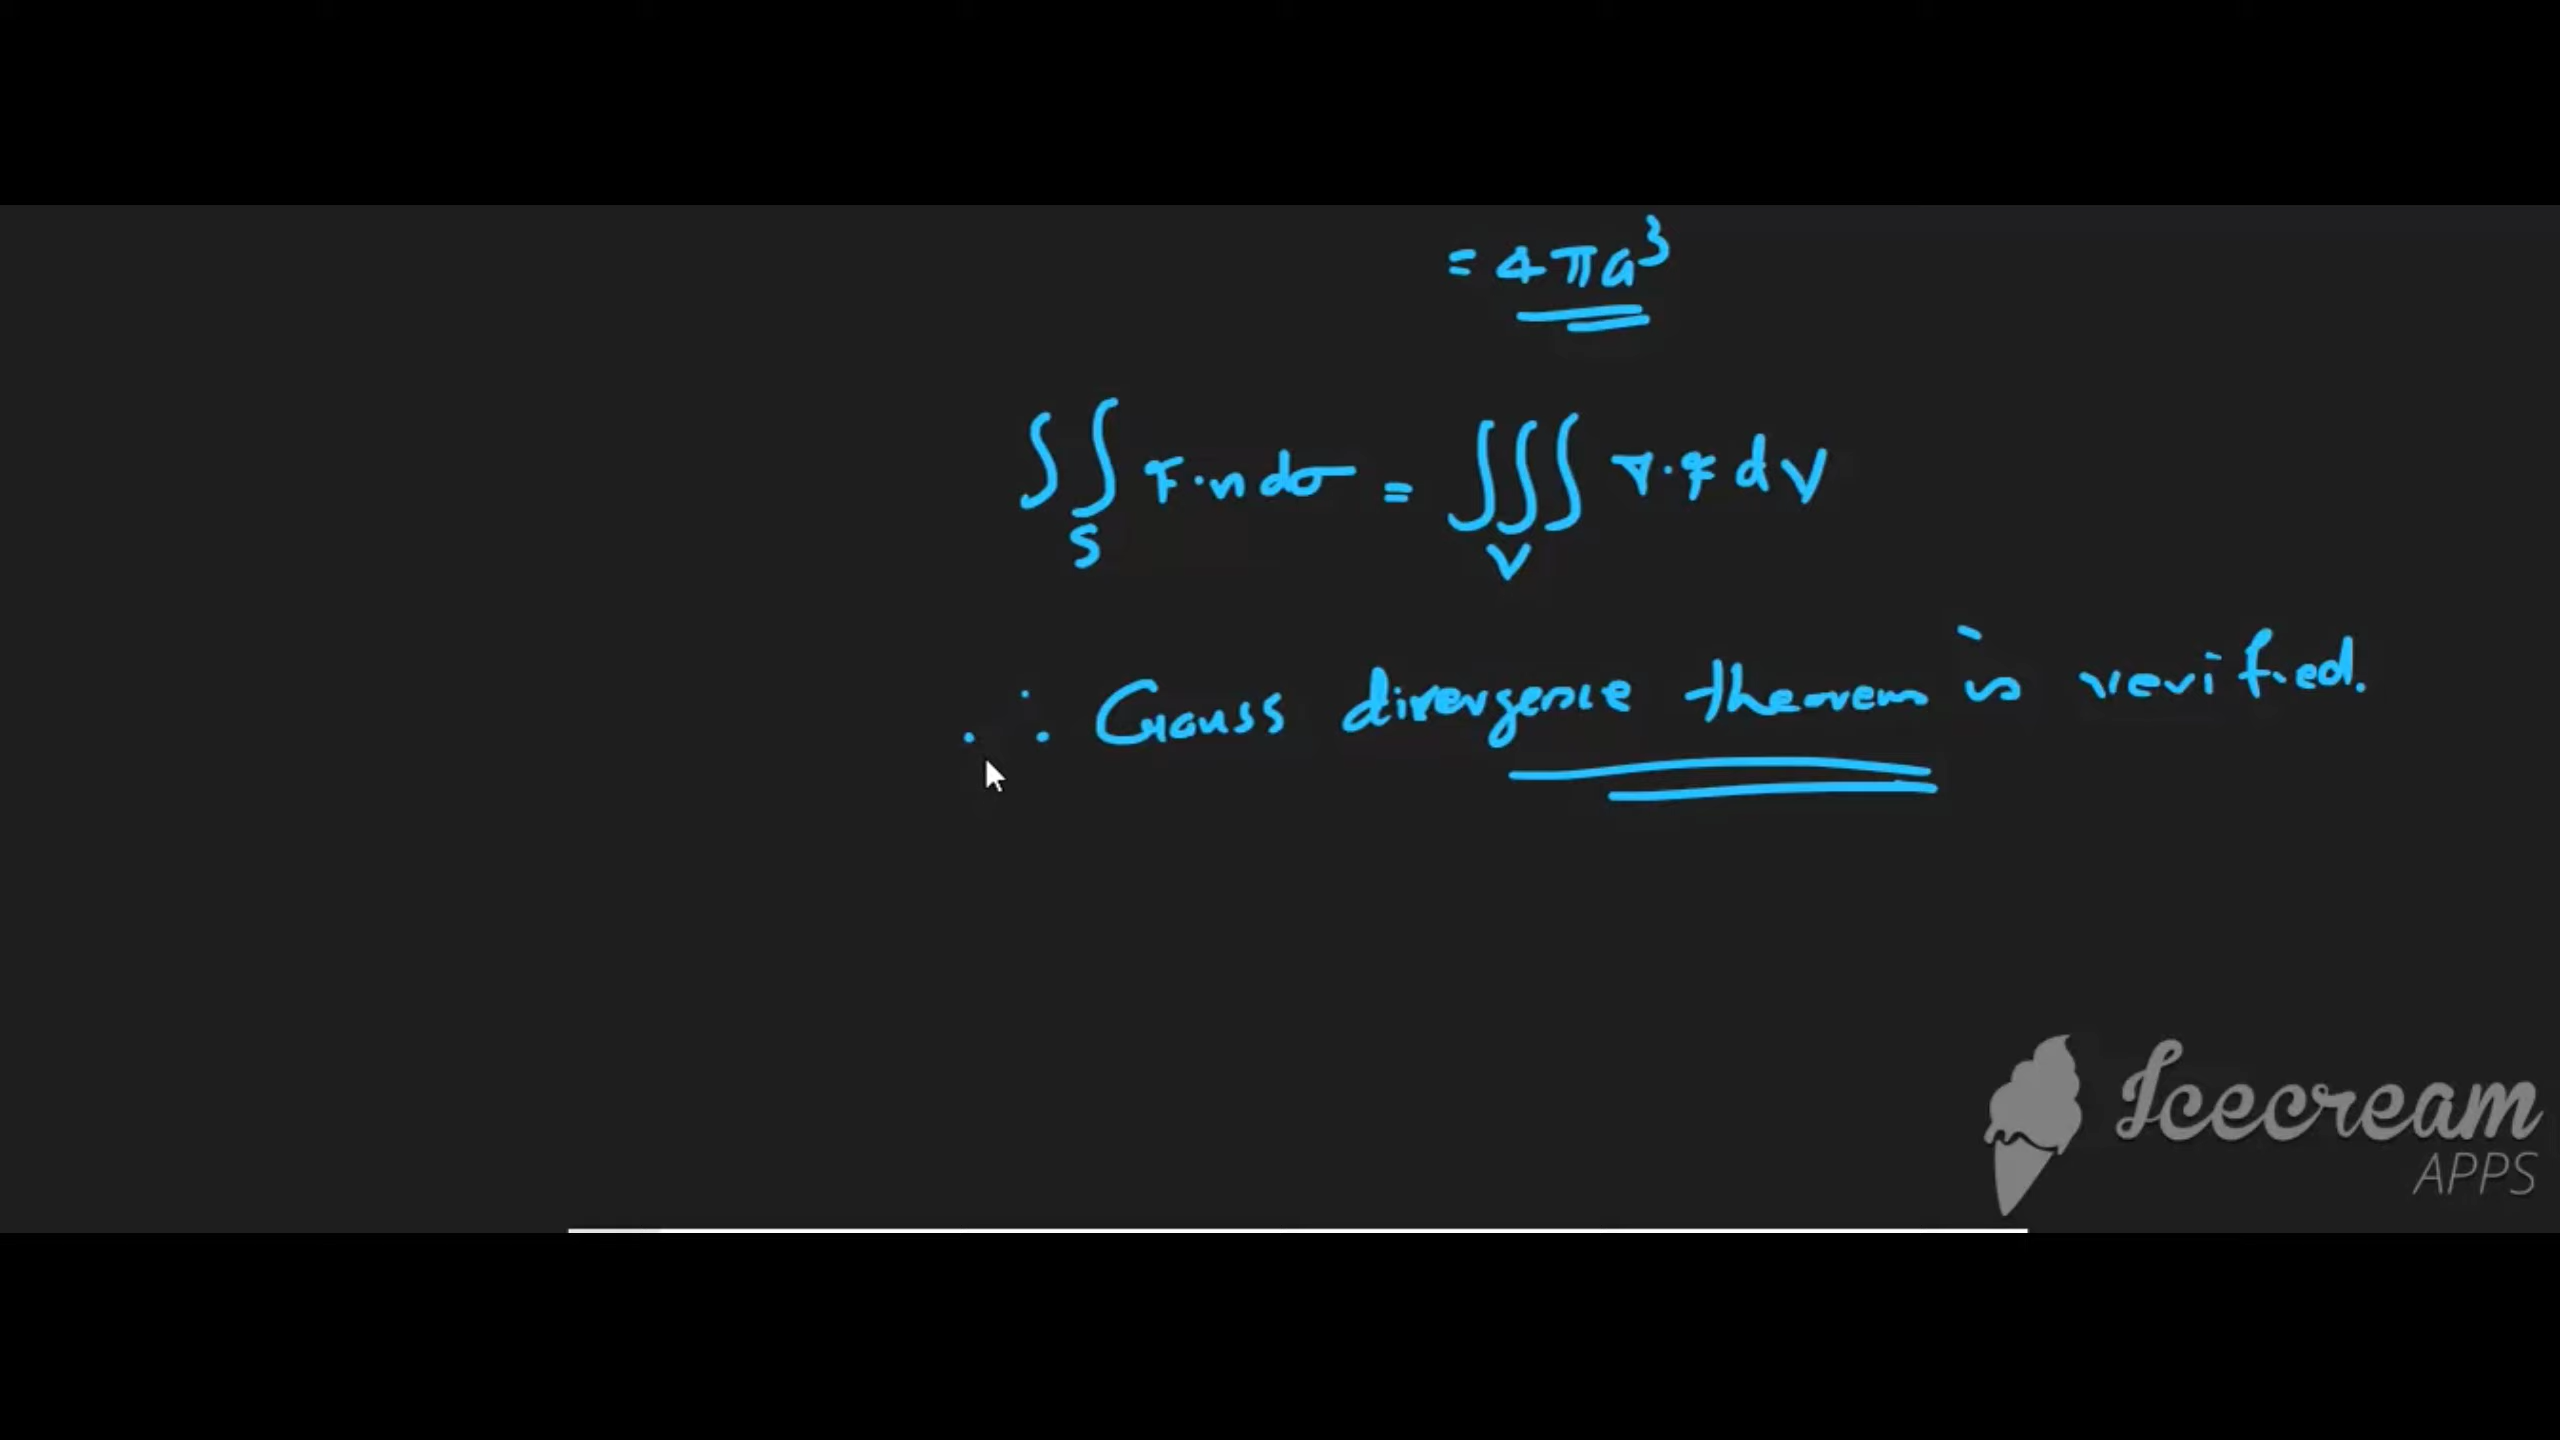 = 4πa³
∫∫_S F·n dσ = ∫∫∫_V ∇·F dV
∴ Gauss divergence theorem is verified.
Icecream
APPS